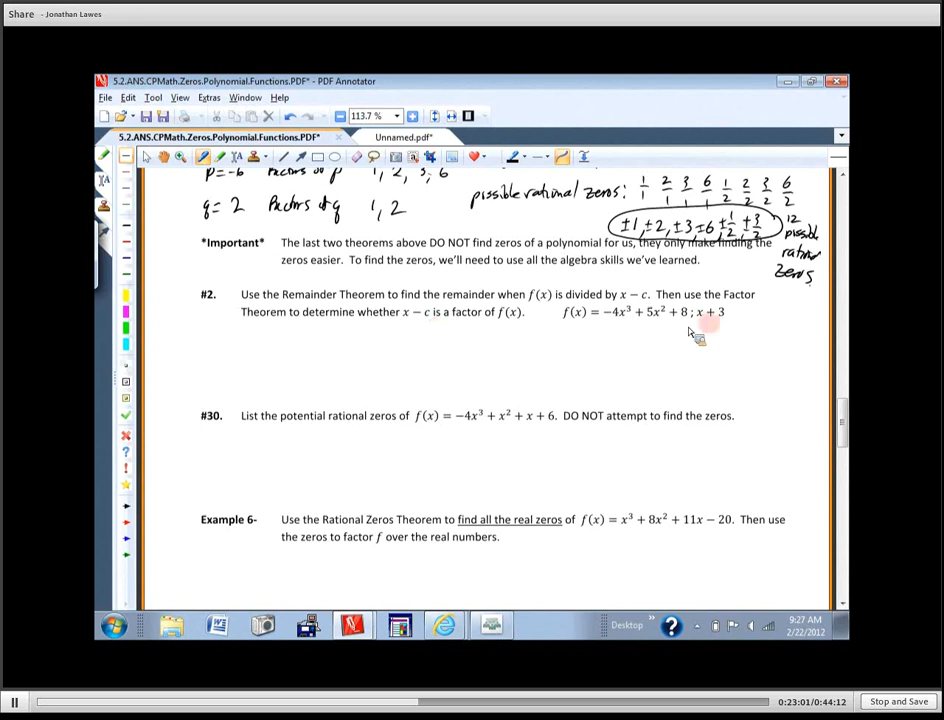 Share - Jonathan Lawes
5.2.ANS.CPMath.Zeros.Polynomial.Functions.PDF* - PDF Annotator
File Edit Tool View Extras Window Help
113.7 %
5.2.ANS.CPMath.Zeros.Polynomial.Functions.PDF* Unnamed.pdf*
p=-6 Factors of p 1, 2, 3, 6
q=2 Factors of q 1, 2 possible rational zeros: 1/1 2/1 3/1 6/1 1/2 2/2 3/2 6/2
±1, ±2, ±3, ±6 ±1/2, ±3/2 12 possible rational zeros
*Important* The last two theorems above DO NOT find zeros of a polynomial for us, they only make finding the
zeros easier. To find the zeros, we'll need to use all the algebra skills we've learned.
#2. Use the Remainder Theorem to find the remainder when f(x) is divided by x − c. Then use the Factor
Theorem to determine whether x − c is a factor of f(x). f(x) = −4x³ + 5x² + 8 ; x + 3
#30. List the potential rational zeros of f(x) = −4x³ + x² + x + 6. DO NOT attempt to find the zeros.
Example 6- Use the Rational Zeros Theorem to find all the real zeros of f(x) = x³ + 8x² + 11x − 20. Then use
the zeros to factor f over the real numbers.
Desktop
9:27 AM
2/22/2012
0:23:01/0:44:12 Stop and Save